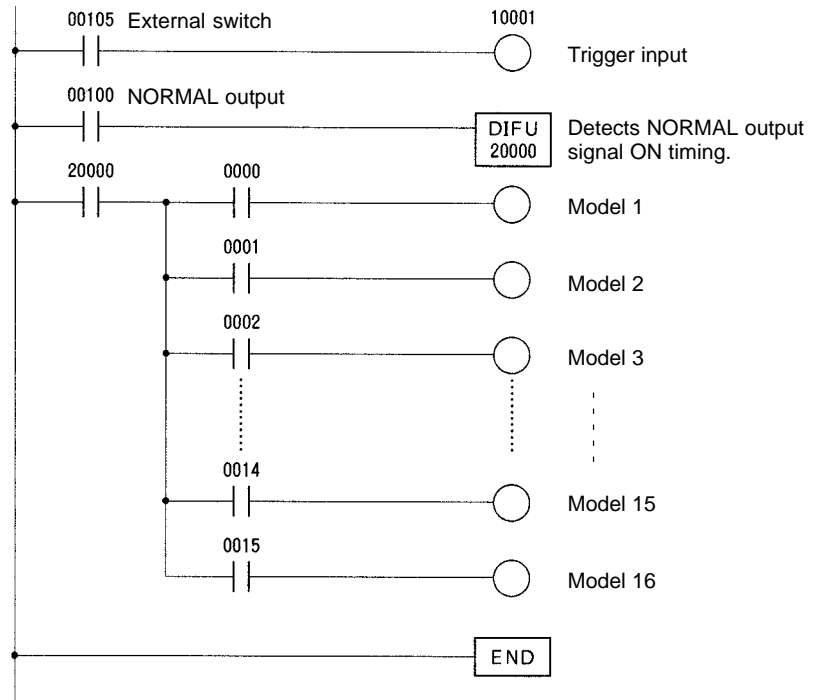 00105 External switch
10001
Trigger input
00100 NORMAL output
DIFU
20000
Detects NORMAL output
signal ON timing.
20000
0000
Model 1
0001
Model 2
0002
Model 3
0014
Model 15
0015
Model 16
END